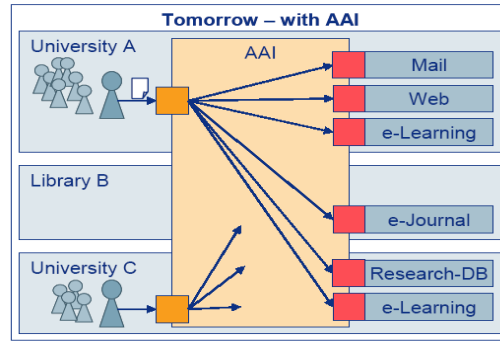 Tomorrow – with AAI
University A
AAI
Mail
Web
e-Learning
Library B
e-Journal
University C
Research-DB
e-Learning